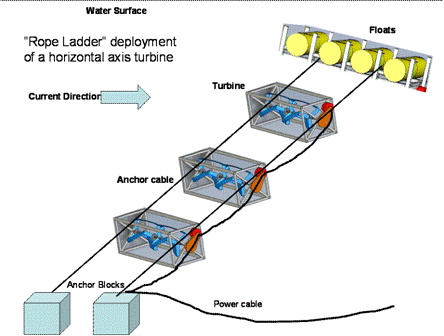 Water Surface
"Rope Ladder" deployment
of a horizontal axis turbine
Floats
Turbine
Current Direction
Anchor cable
Anchor Blocks
Power cable